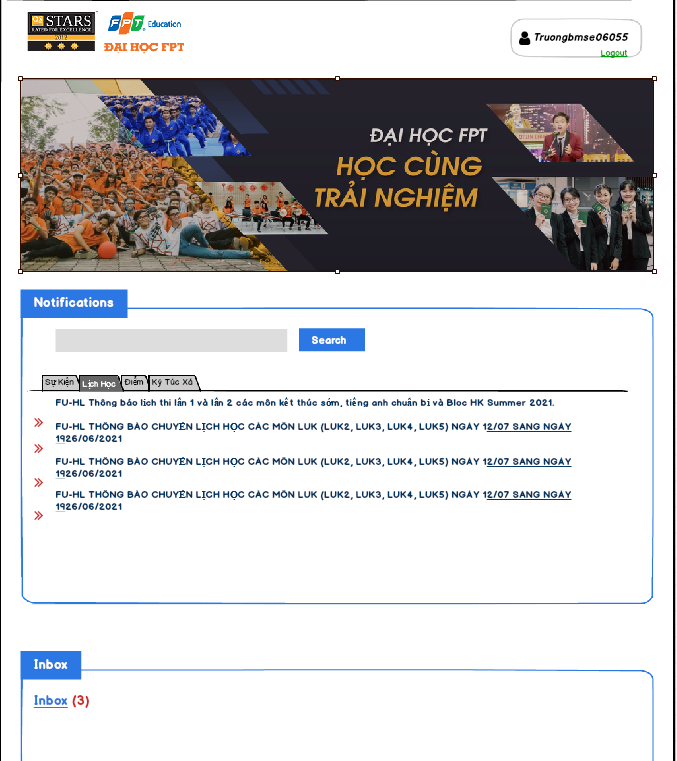 QS STARS
RATED FOR EXCELLENCE
2012
FPT Education
ĐẠI HỌC FPT
Truongbmse06055
Logout
ĐẠI HỌC FPT
HỌC CÙNG
TRẢI NGHIỆM
Notifications
Search
Sự Kiện
Lịch Học
Điểm
Ký Túc Xá
FU-HL Thông báo lịch thi lần 1 và lần 2 các môn kết thúc sớm, tiếng anh chuẩn bị và Bloc HK Summer 2021.
FU-HL THÔNG BÁO CHUYỂN LỊCH HỌC CÁC MÔN LUK (LUK2, LUK3, LUK4, LUK5) NGÀY 12/07 SANG NGÀY
1926/06/2021
FU-HL THÔNG BÁO CHUYỂN LỊCH HỌC CÁC MÔN LUK (LUK2, LUK3, LUK4, LUK5) NGÀY 12/07 SANG NGÀY
1926/06/2021
FU-HL THÔNG BÁO CHUYỂN LỊCH HỌC CÁC MÔN LUK (LUK2, LUK3, LUK4, LUK5) NGÀY 12/07 SANG NGÀY
1926/06/2021
Inbox
Inbox (3)